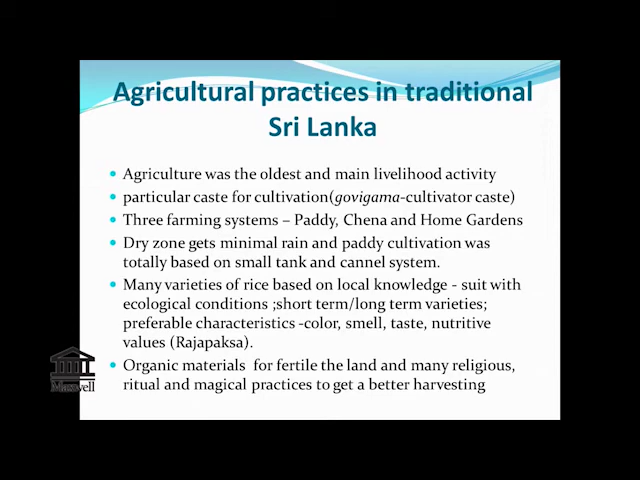 Agricultural practices in traditional
Sri Lanka
• Agriculture was the oldest and main livelihood activity
• particular caste for cultivation(govigama-cultivator caste)
• Three farming systems – Paddy, Chena and Home Gardens
• Dry zone gets minimal rain and paddy cultivation was
totally based on small tank and cannel system.
• Many varieties of rice based on local knowledge - suit with
ecological conditions ;short term/long term varieties;
preferable characteristics -color, smell, taste, nutritive
values (Rajapaksa).
• Organic materials  for fertile the land and many religious,
ritual and magical practices to get a better harvesting
Maxwell